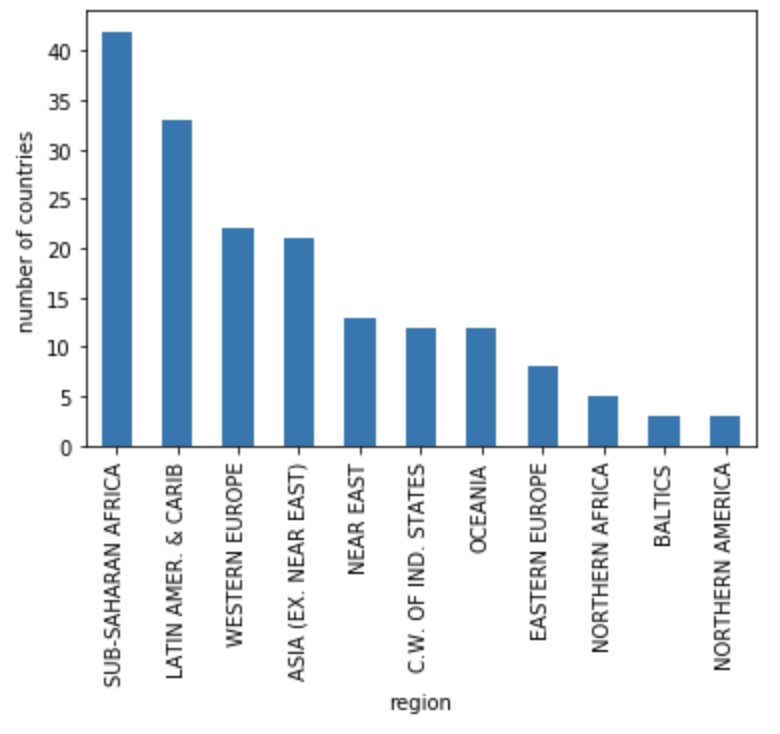 40
35
30
25
20
15
10
5
0
number of countries
SUB-SAHARAN AFRICA
LATIN AMER. & CARIB
WESTERN EUROPE
ASIA (EX. NEAR EAST)
NEAR EAST
C.W. OF IND. STATES
OCEANIA
EASTERN EUROPE
NORTHERN AFRICA
BALTICS
NORTHERN AMERICA
region